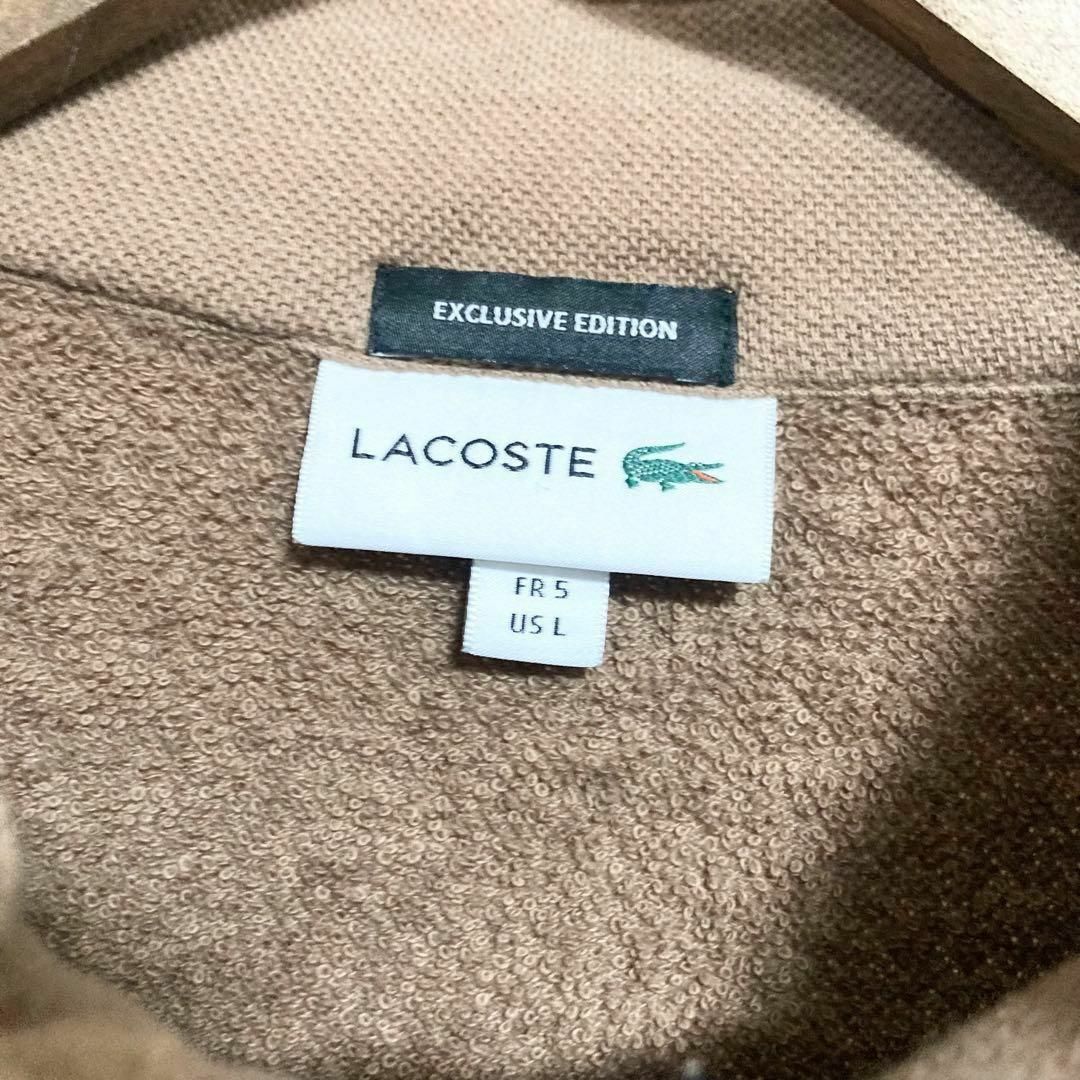 EXCLUSIVE EDITION
LACOSTE
FR 5
US L